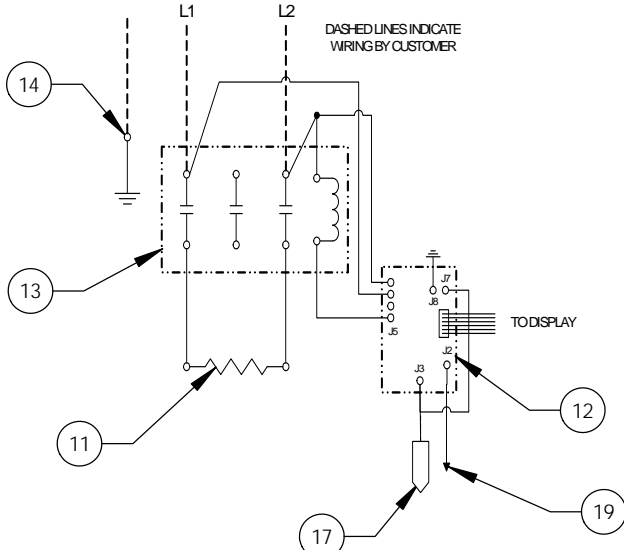 L1 L2
DASHED LINES INDICATE
WIRING BY CUSTOMER
14
13
J7
J8
J5
TO DISPLAY
J2
J3
12
11
17
19